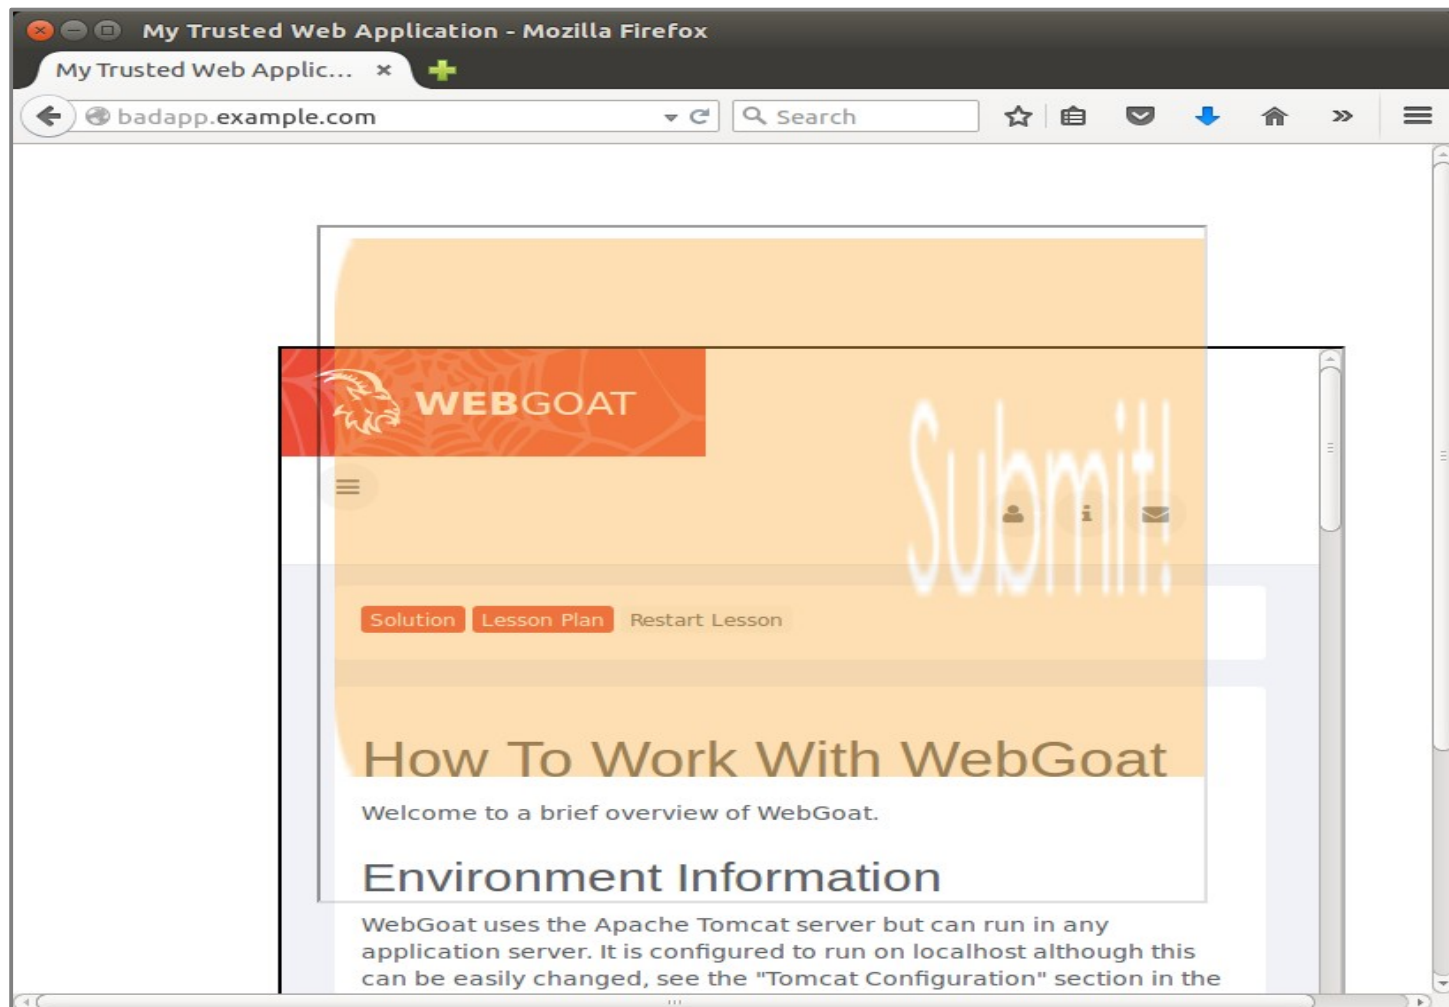 My Trusted Web Application - Mozilla Firefox
My Trusted Web Applic...
badapp.example.com
Search
WEBGOAT
Submit!
Solution Lesson Plan Restart Lesson
How To Work With WebGoat
Welcome to a brief overview of WebGoat.
Environment Information
WebGoat uses the Apache Tomcat server but can run in any
application server. It is configured to run on localhost although this
can be easily changed, see the "Tomcat Configuration" section in the